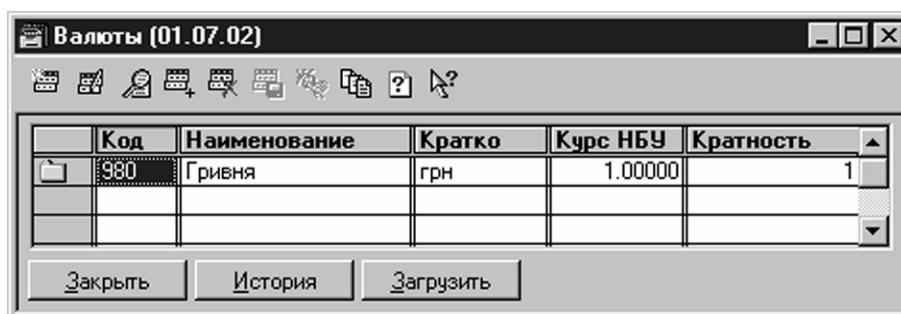 Валюты (01.07.02)
Код Наименование Кратко Курс НБУ Кратность
980 Гривня грн 1.00000 1
Закрыть История Загрузить